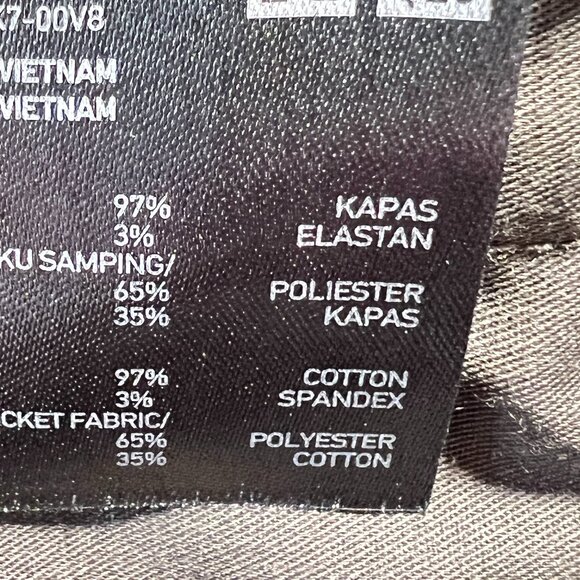 K7-00V8
VIETNAM
VIETNAM
97% KAPAS
3% ELASTAN
KU SAMPING/
65% POLIESTER
35% KAPAS
97% COTTON
3% SPANDEX
CKET FABRIC/
65% POLYESTER
35% COTTON